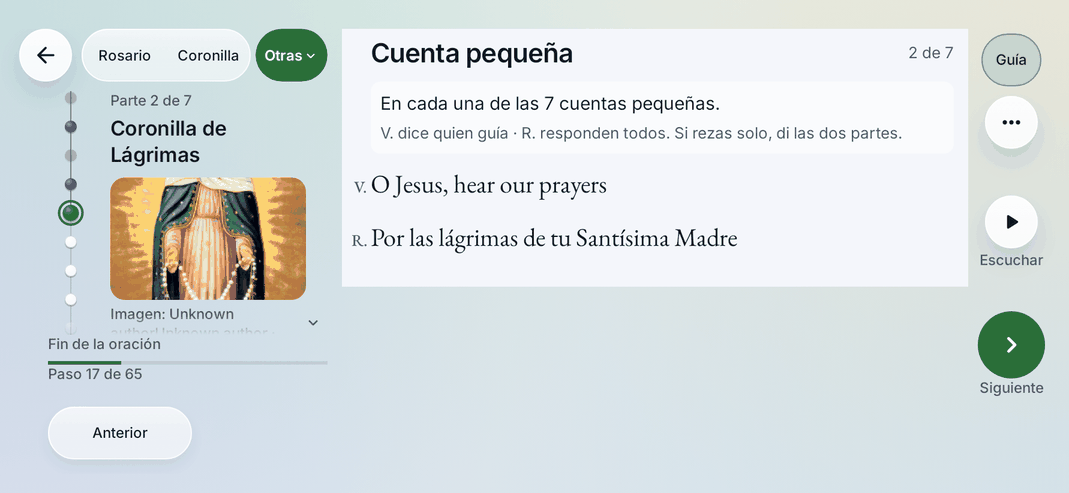 Rosario
Coronilla
Otras
Parte 2 de 7
Coronilla de
Lágrimas
Imagen: Unknown
authorUnknown author ·
Fin de la oración
Paso 17 de 65
Anterior
Cuenta pequeña
2 de 7
En cada una de las 7 cuentas pequeñas.
V. dice quien guía · R. responden todos. Si rezas solo, di las dos partes.
V. O Jesus, hear our prayers
R. Por las lágrimas de tu Santísima Madre
Guía
Escuchar
Siguiente